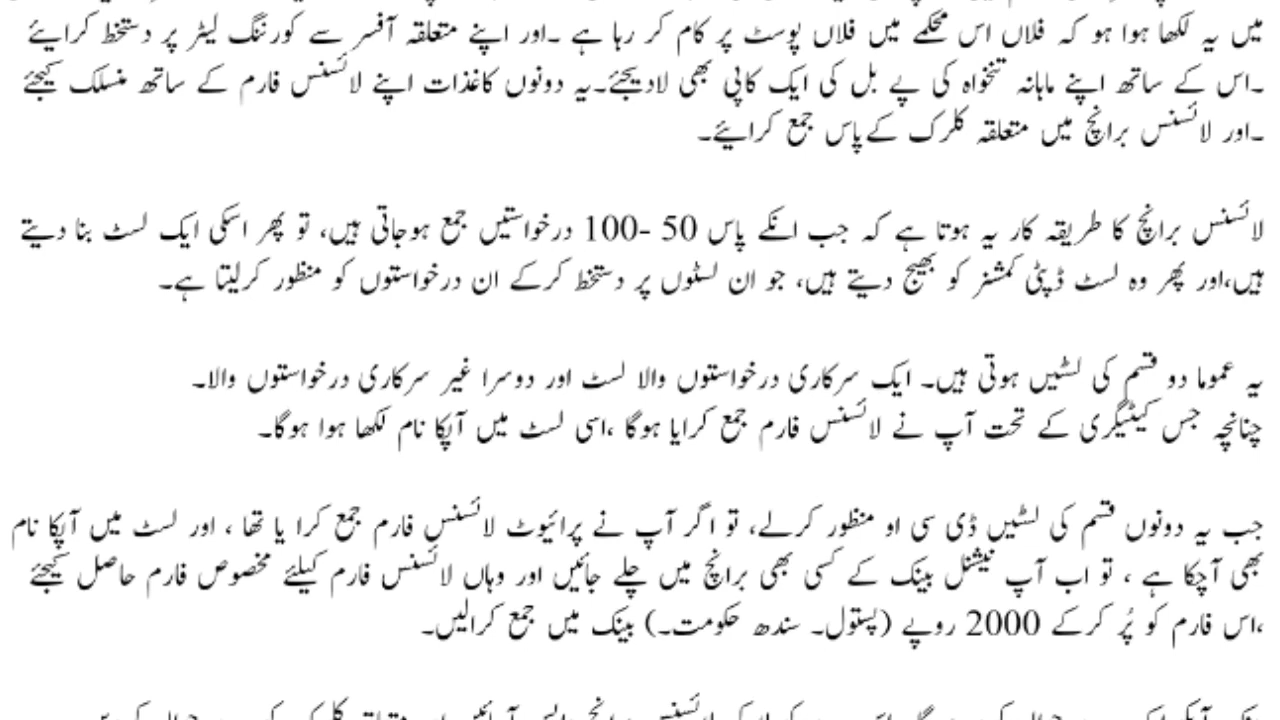 میں یہ لکھا ہوا ہو کہ فلاں اس محکمے میں فلاں پوسٹ پر کام کر رہا ہے ۔اور اپنے متعلقہ آفسر سے کورننگ لیٹر پر دستخط کرایئے
۔اس کے ساتھ اپنے ماہانہ تنخواہ کی پے بل کی ایک کاپی بھی لادیجئے۔یہ دونوں کاغذات اپنے لائسنس فارم کے ساتھ منسلک کیجئے
۔اور لائسنس برانچ میں متعلقہ کلرک کےپاس جمع کرایئے۔
لائسنس برانچ کا طریقہ کار یہ ہوتا ہے کہ جب انکے پاس 50 -100 درخواستیں جمع ہوجاتی ہیں، تو پھر اسکی ایک لسٹ بنا دیتے
ہیں،اور پھر وہ لسٹ ڈپٹی کمشنر کو بھیج دیتے ہیں، جو ان لسٹوں پر دستخط کرکے ان درخواستوں کو منظور کرلیتا ہے۔
یہ عموما دو قسم کی لسٹیں ہوتی ہیں۔ ایک سرکاری درخواستوں والا لسٹ اور دوسرا غیر سرکاری درخواستوں والا۔
چنانچہ جس کیٹیگری کے تحت آپ نے لائسنس فارم جمع کرایا ہوگا ،اسی لسٹ میں آپکا نام لکھا ہوا ہوگا۔
جب یہ دونوں قسم کی لسٹیں ڈی سی او منظور کرلے، تو اگر آپ نے پرائیوٹ لائسنس فارم جمع کرا یا تھا ، اور لسٹ میں آپکا نام
بھی آچکا ہے ، تو اب آپ نیشنل بینک کے کسی بھی برانچ میں چلے جائیں اور وہاں لائسنس فارم کیلئے مخصوص فارم حاصل کیجئے
،اس فارم کو پُر کرکے 2000 روپے (پستول۔ سندھ حکومت۔) بینک میں جمع کرالیں۔